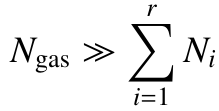 N_gas ≫ ∑_{i=1}^{r} N_i